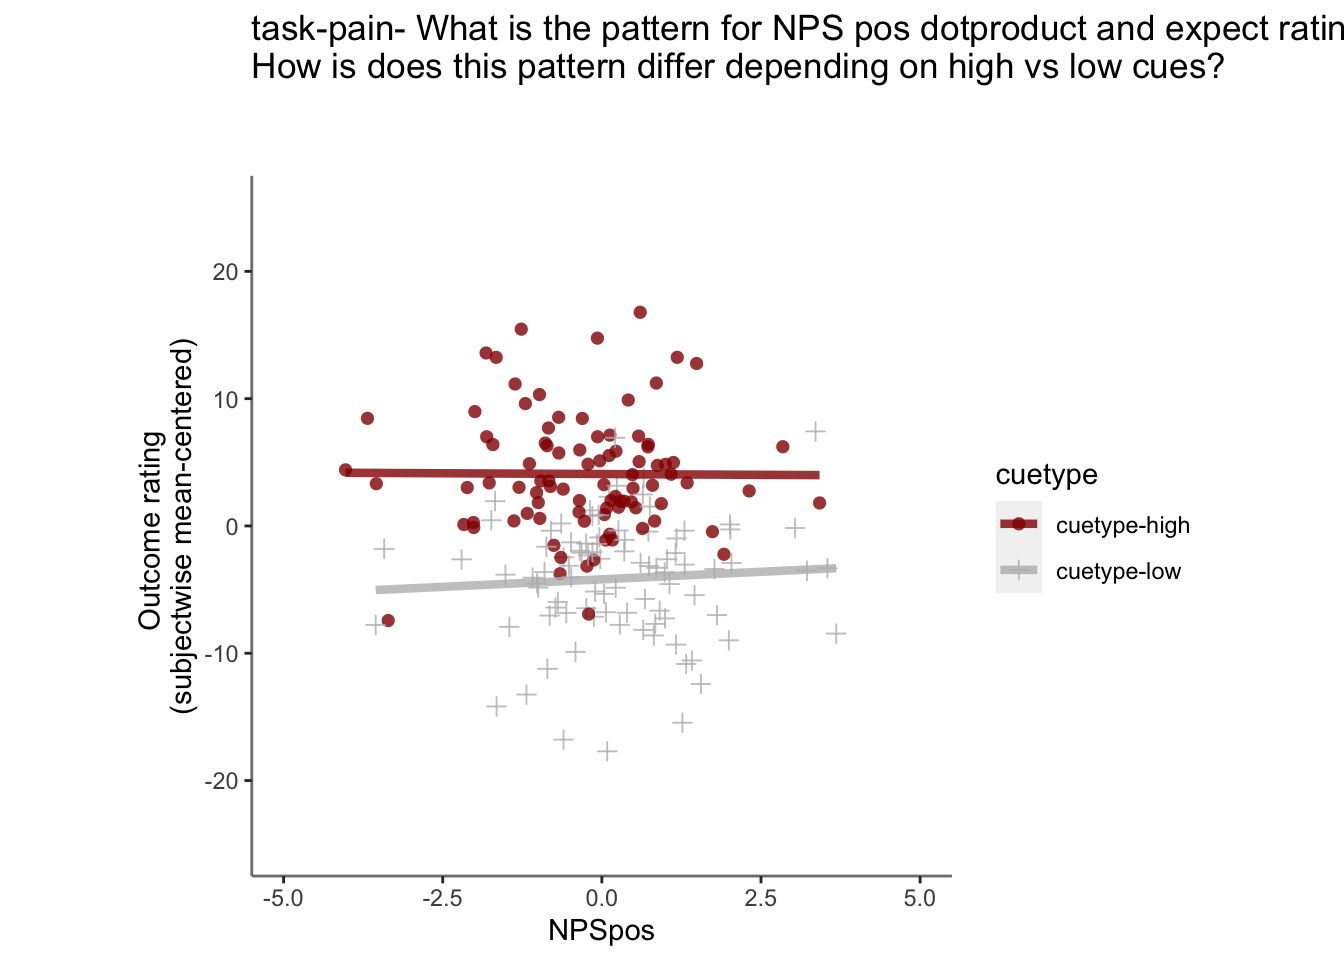 task-pain- What is the pattern for NPS pos dotproduct and expect ratin
How is does this pattern differ depending on high vs low cues?
Outcome rating
(subjectwise mean-centered)
20
10
0
-10
-20
-5.0
-2.5
0.0
2.5
5.0
NPSpos
cuetype
cuetype-high
cuetype-low